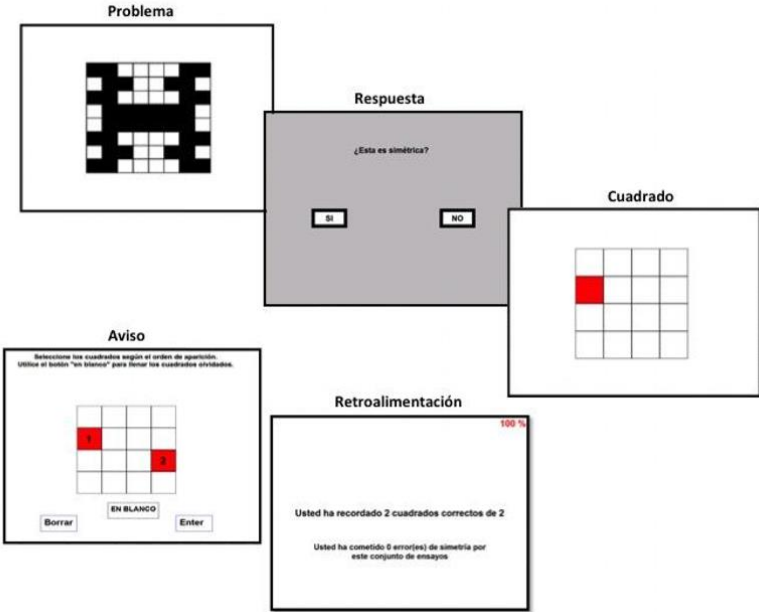 Problema
Respuesta
¿Esta es simétrica?
SI
NO
Cuadrado
Aviso
Seleccione los cuadrados según el orden de aparición.
Utilice el botón "en blanco" para llenar los cuadrados olvidados.
1
2
EN BLANCO
Borrar
Enter
Retroalimentación
100 %
Usted ha recordado 2 cuadrados correctos de 2
Usted ha cometido 0 error(es) de simetría por
este conjunto de ensayos